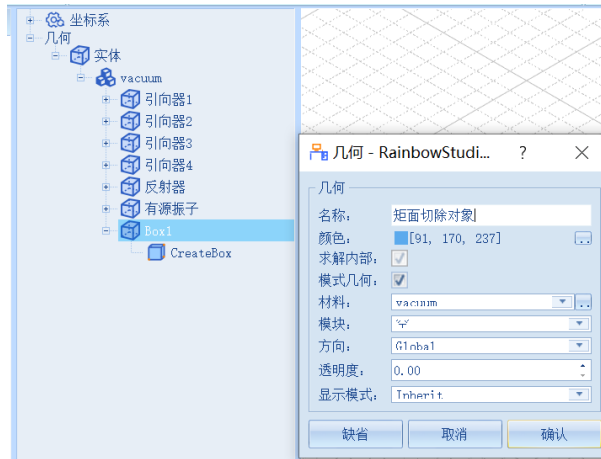 坐标系
几何
实体
vacuum
引向器1
引向器2
引向器3
引向器4
反射器
有源振子
Box1
CreateBox
几何 - RainbowStudi... ?
几何
名称: 矩面切除对象
颜色: [91, 170, 237] ..
求解内部:
模式几何:
材料: vacuum ..
模块: 空
方向: Global
透明度: 0.00
显示模式: Inherit
缺省 取消 确认